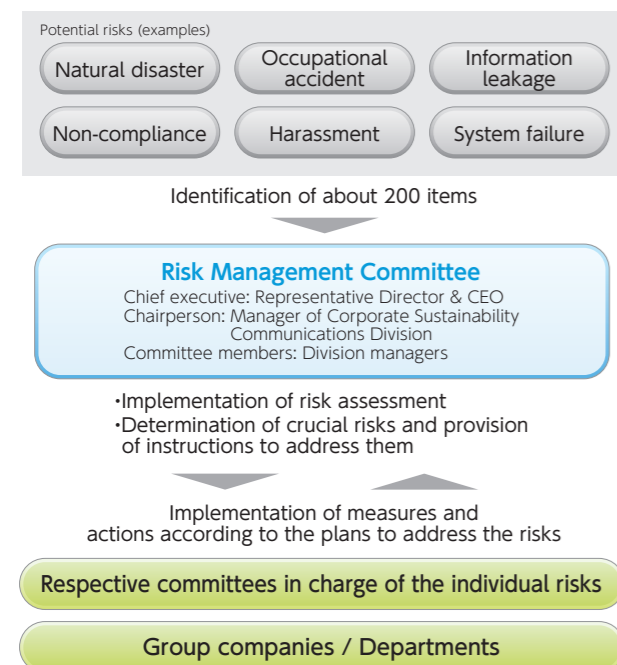 Potential risks (examples)
Natural disaster
Occupational
accident
Information
leakage
Non-compliance
Harassment
System failure
Identification of about 200 items
Risk Management Committee
Chief executive: Representative Director & CEO
Chairperson: Manager of Corporate Sustainability
Communications Division
Committee members: Division managers
・Implementation of risk assessment
・Determination of crucial risks and provision
of instructions to address them
Implementation of measures and
actions according to the plans to address the risks
Respective committees in charge of the individual risks
Group companies / Departments